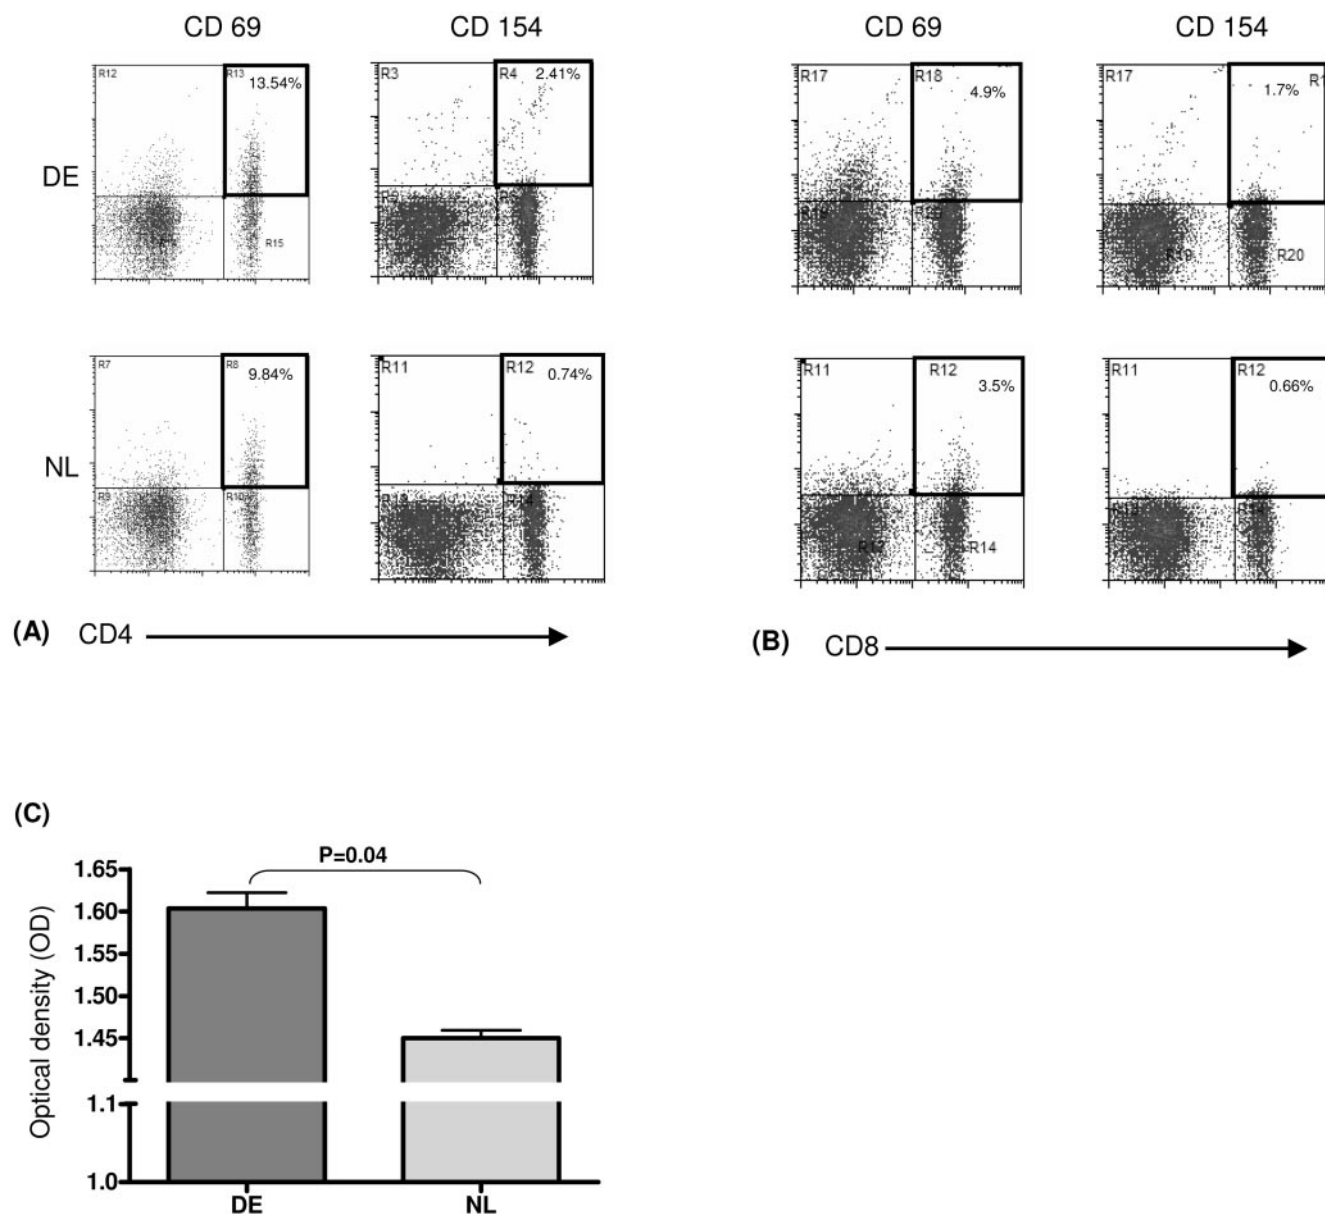 CD 69 CD 154 CD 69 CD 154
DE
R12 R13 13.54%
R15
R3 R4 2.41%
R17 R18 4.9%
R17 1.7%
R20
NL
R7 R8 9.84%
R9 R10
R11 R12 0.74%
R14
R11 R12 3.5%
R14
R11 R12 0.66%
(A) CD4
(B) CD8
(C)
P=0.04
Optical density (OD)
1.65
1.60
1.55
1.50
1.45
1.1
1.0
DE NL